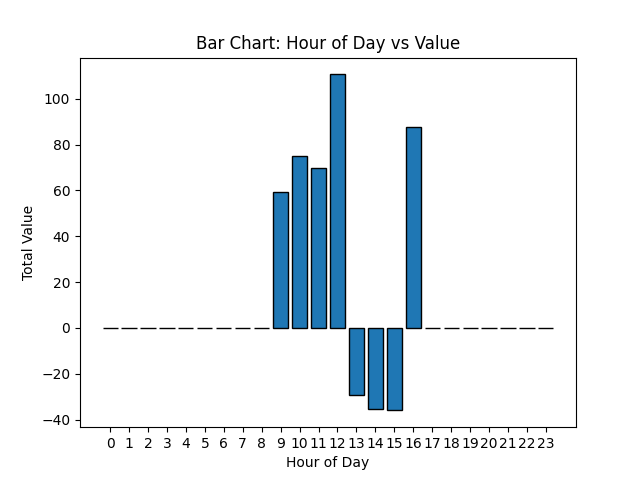 Bar Chart: Hour of Day vs Value
Total Value
100
80
60
40
20
0
−20
−40
0 1 2 3 4 5 6 7 8 9 10 11 12 13 14 15 16 17 18 19 20 21 22 23
Hour of Day